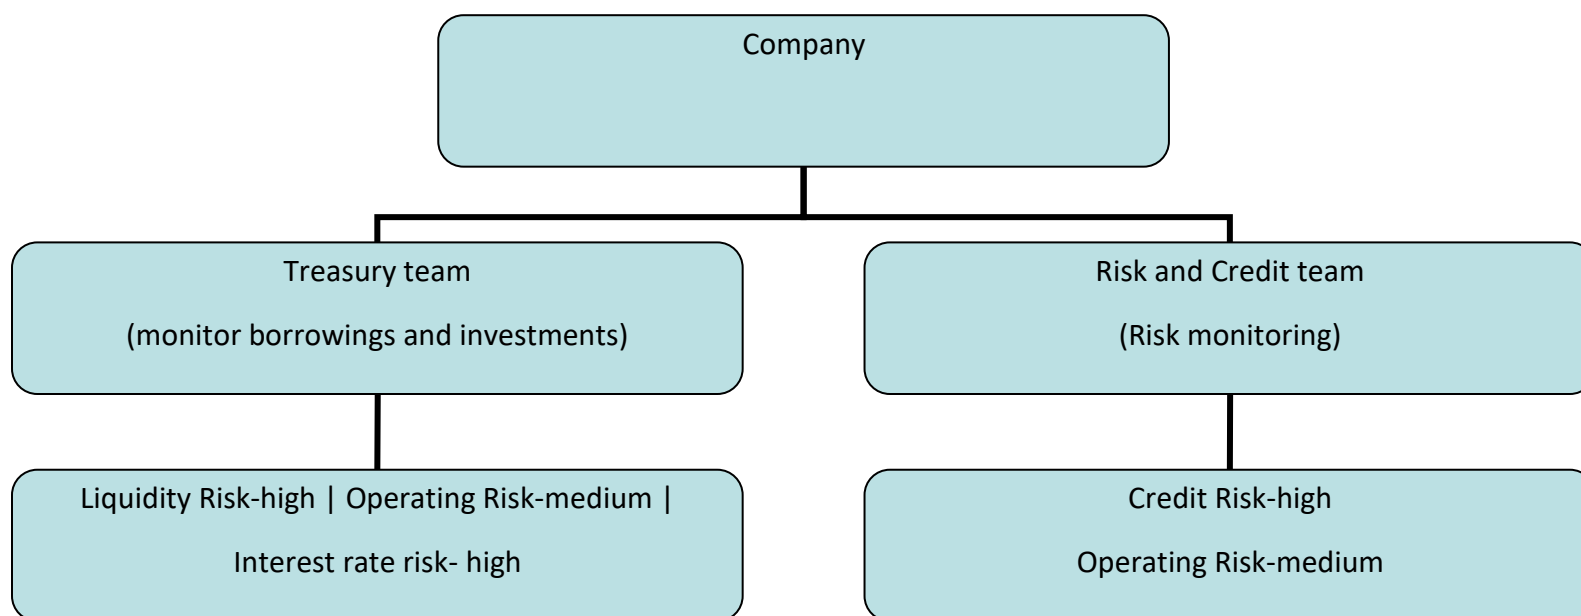 Company
Treasury team
(monitor borrowings and investments)
Risk and Credit team
(Risk monitoring)
Liquidity Risk-high | Operating Risk-medium |
Interest rate risk- high
Credit Risk-high
Operating Risk-medium